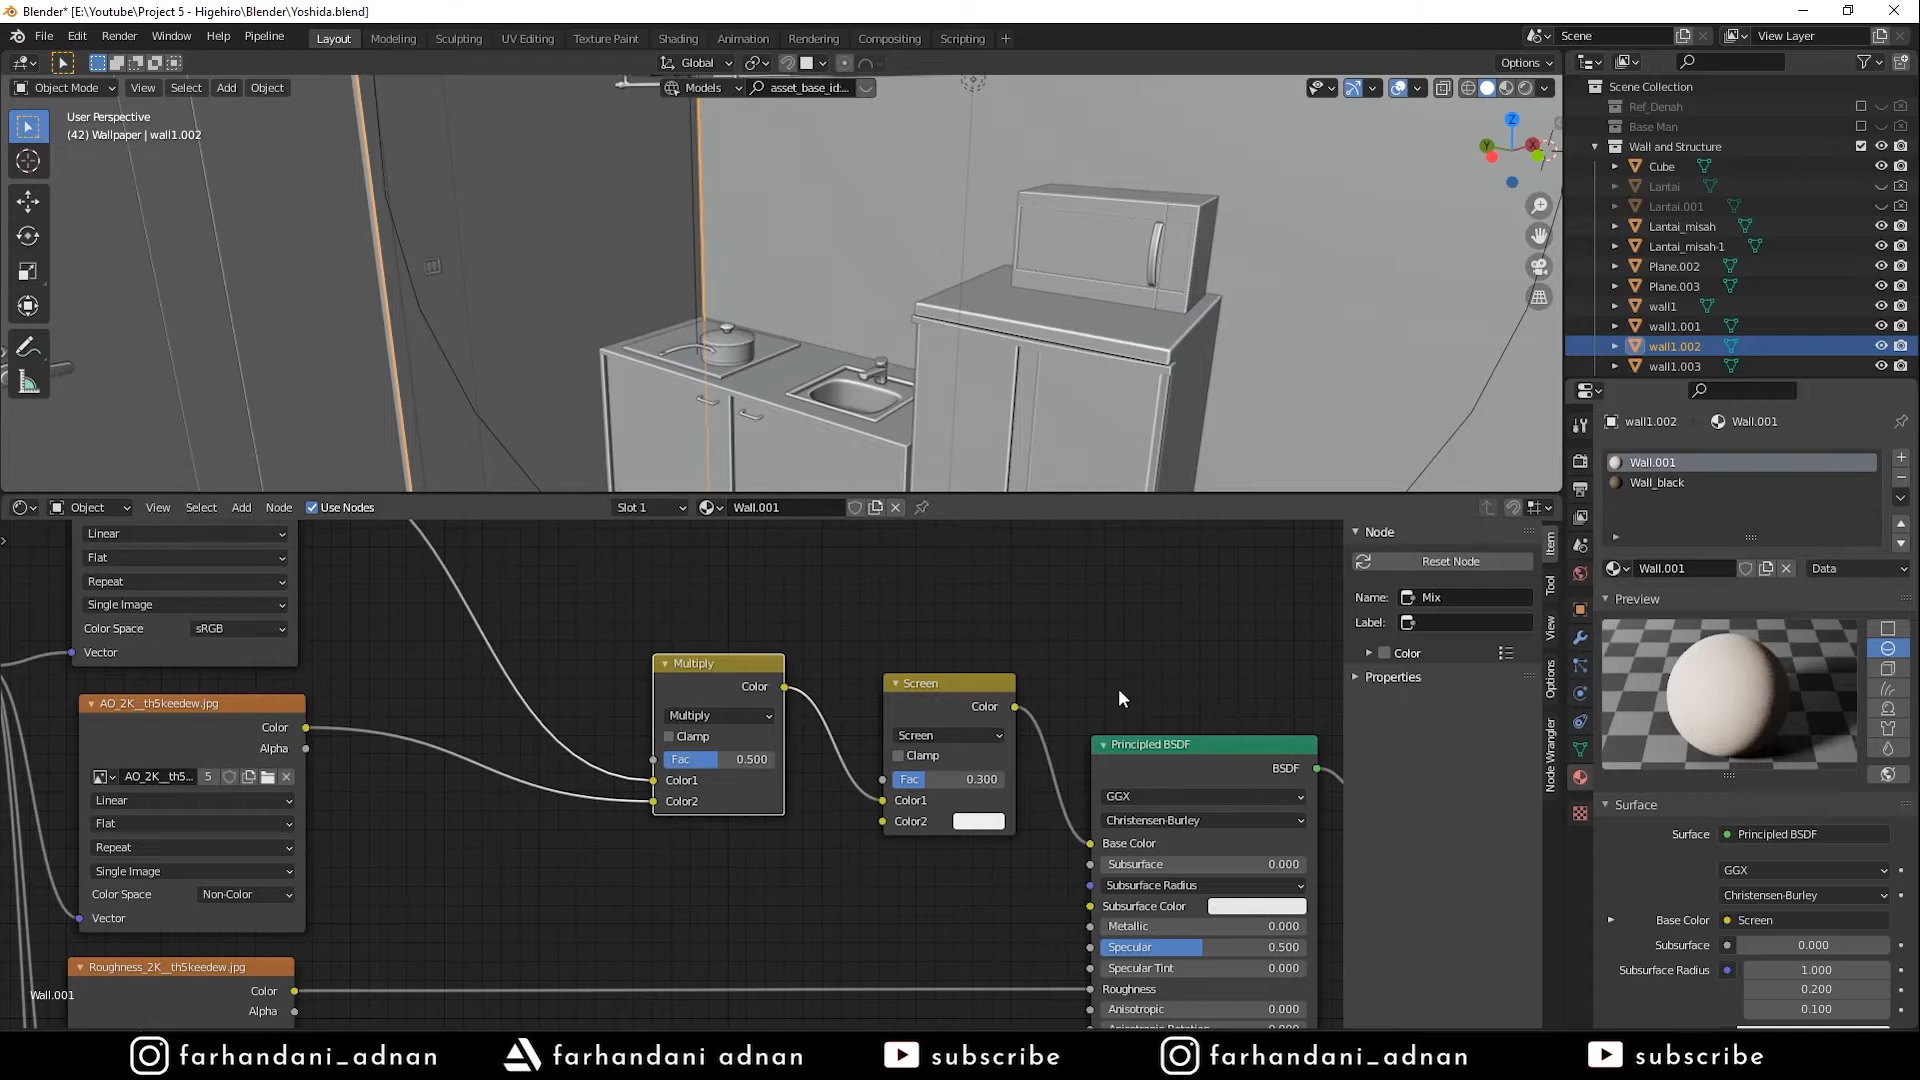 Blender* [E:\Youtube\Project 5 - Higehiro\Blender\Yoshida.blend]
File Edit Render Window Help Pipeline
Layout Modeling Sculpting UV Editing Texture Paint Shading Animation Rendering Compositing Scripting +
Scene
View Layer
Global
Options
Object Mode View Select Add Object
Models
asset_base_id:...
User Perspective
(42) Wallpaper | wall1.002
Z
Y
X
Scene Collection
Ref_Denah
Base Man
Wall and Structure
Cube
Lantai
Lantai.001
Lantai_misah
Lantai_misah-1
Plane.002
Plane.003
wall1
wall1.001
wall1.002
wall1.003
wall1.002
Wall.001
Wall.001
Wall_black
Wall.001
Data
Preview
Surface
Surface Principled BSDF
GGX
Christensen-Burley
Base Color Screen
Subsurface 0.000
Subsurface Radius 1.000
0.200
0.100
Object View Select Add Node Use Nodes Slot 1 Wall.001
Linear
Flat
Repeat
Single Image
Color Space sRGB
Vector
AO_2K__th5keedew.jpg
Color
Alpha
AO_2K__th5... 5
Linear
Flat
Repeat
Single Image
Color Space Non-Color
Vector
Roughness_2K__th5keedew.jpg
Color
Alpha
Wall.001
Multiply
Color
Multiply
Clamp
Fac 0.500
Color1
Color2
Screen
Color
Screen
Clamp
Fac 0.300
Color1
Color2
Principled BSDF
BSDF
GGX
Christensen-Burley
Base Color
Subsurface 0.000
Subsurface Radius
Subsurface Color
Metallic 0.000
Specular 0.500
Specular Tint 0.000
Roughness
Anisotropic 0.000
Anisotropic Rotation 0.000
Node
Reset Node
Name: Mix
Label:
Color
Properties
Item
Tool
View
Options
Node Wrangler
farhandani_adnan farhandani adnan subscribe farhandani_adnan subscribe